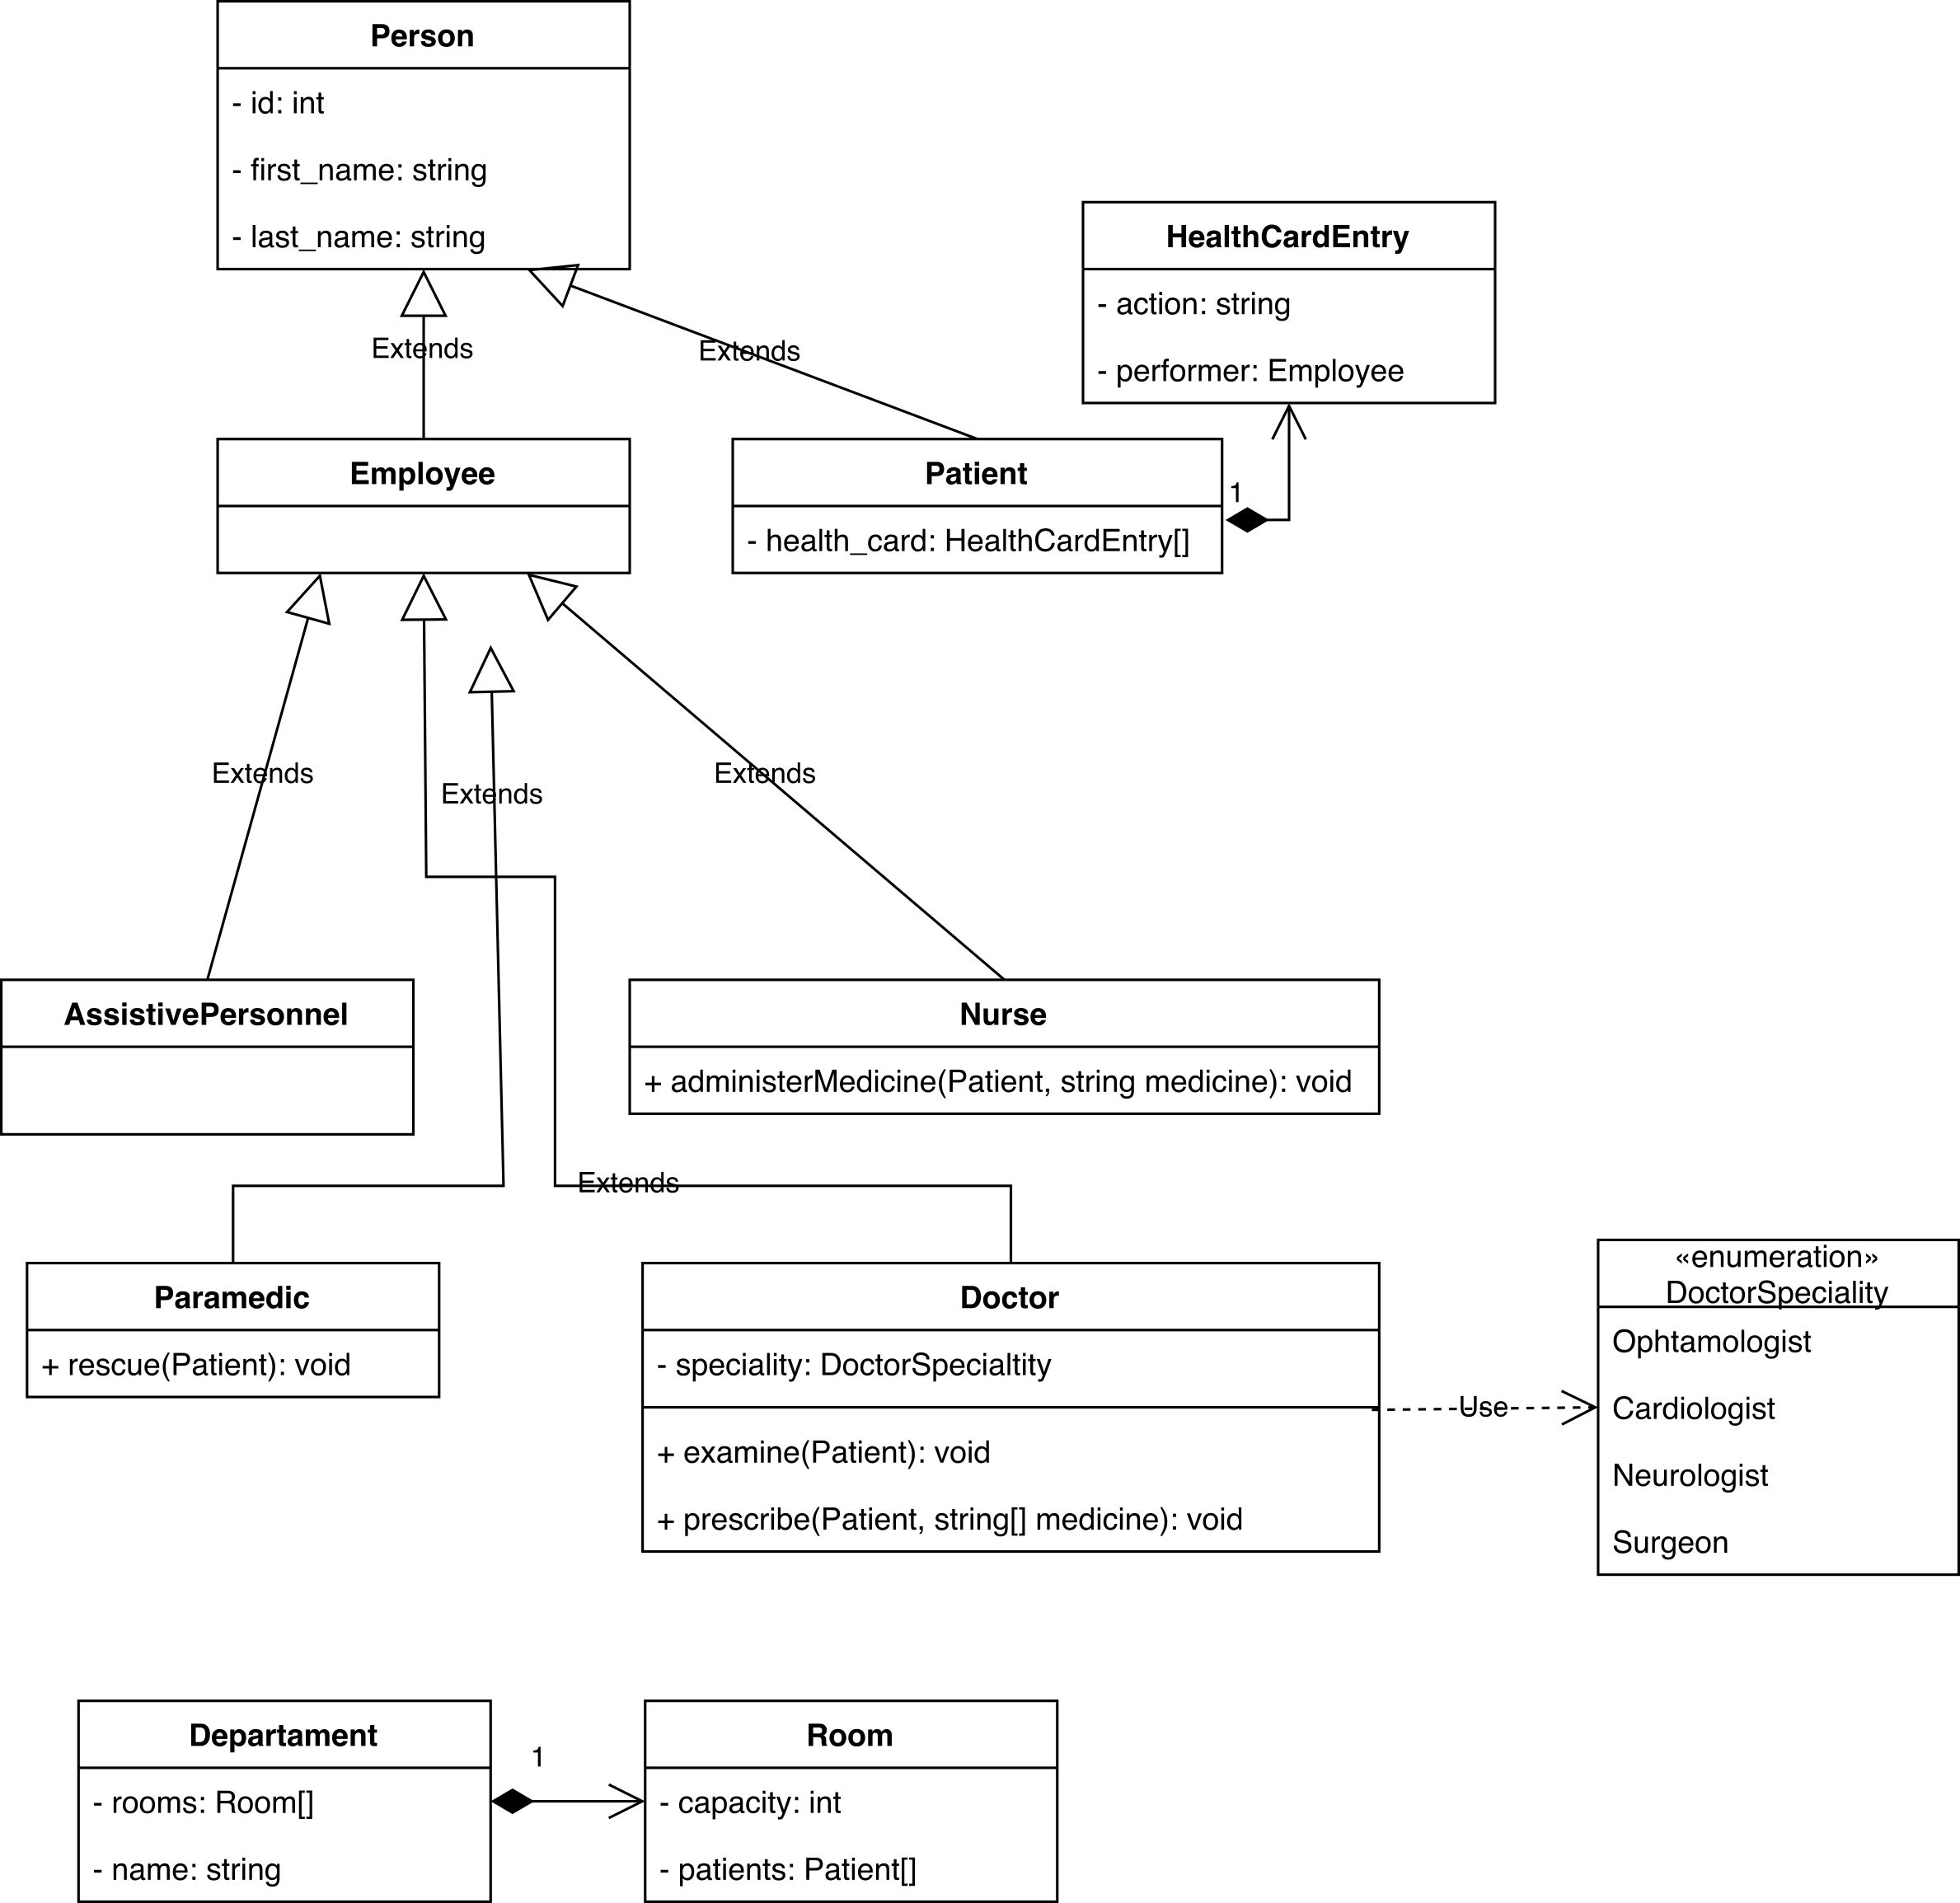 Person
- id: int
- first_name: string
- last_name: string
HealthCardEntry
- action: string
- performer: Employee
Extends
Extends
Employee
Patient
- health_card: HealthCardEntry[]
1
Extends
Extends
Extends
AssistivePersonnel
Nurse
+ administerMedicine(Patient, string medicine): void
Extends
Paramedic
+ rescue(Patient): void
Doctor
- speciality: DoctorSpecialtity
+ examine(Patient): void
+ prescribe(Patient, string[] medicine): void
Use
«enumeration»
DoctorSpeciality
Ophtamologist
Cardiologist
Neurologist
Surgeon
Departament
- rooms: Room[]
- name: string
1
Room
- capacity: int
- patients: Patient[]